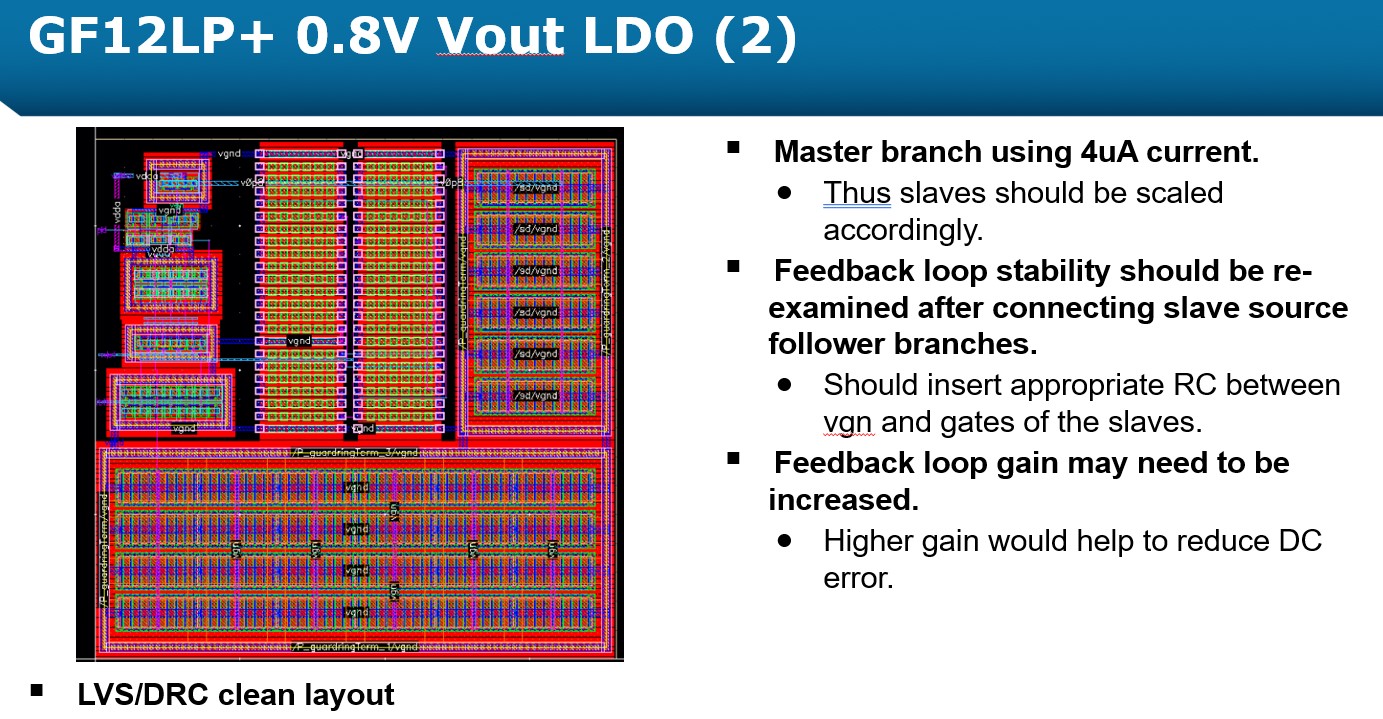 GF12LP+ 0.8V Vout LDO (2)
vgnd
vgnd
vdda
vdda
vgnd
vdda
/sd/vgnd
/sd/vgnd
/sd/vgnd
/sd/vgnd
/sd/vgnd
/sd/vgnd
vgnd
vgnd
vgnd
/P_guardringTerm_3/vgnd
vgnd
vgn
vgnd
vgn
vgn
vgn
vgn
vgnd
vgn
vgnd
/P_guardringTerm_1/vgnd
/P_guardringTerm/vgnd
/P_guardringTerm_2/vgnd
■ LVS/DRC clean layout
■ Master branch using 4uA current.
● Thus slaves should be scaled
accordingly.
■ Feedback loop stability should be re-
examined after connecting slave source
follower branches.
● Should insert appropriate RC between
vgn and gates of the slaves.
■ Feedback loop gain may need to be
increased.
● Higher gain would help to reduce DC
error.